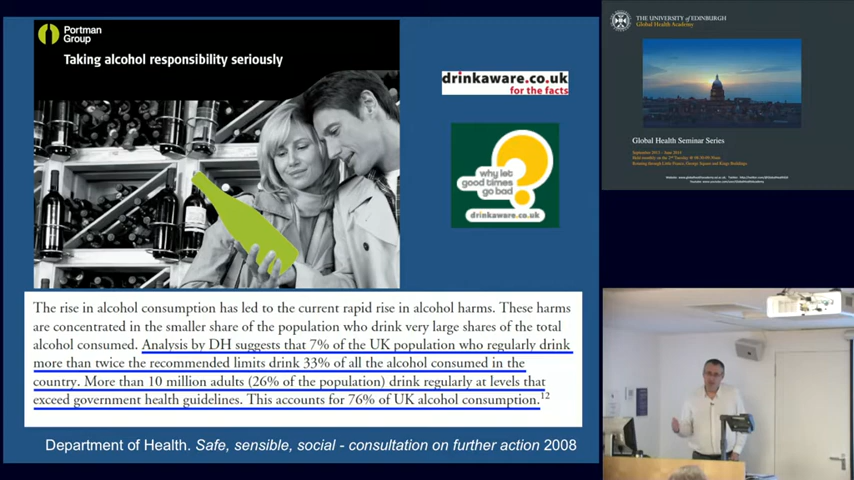 Portman
Group
Taking alcohol responsibility seriously
drinkaware.co.uk
for the facts
why let
good times
go bad
drinkaware.co.uk
The rise in alcohol consumption has led to the current rapid rise in alcohol harms. These harms
are concentrated in the smaller share of the population who drink very large shares of the total
alcohol consumed. Analysis by DH suggests that 7% of the UK population who regularly drink
more than twice the recommended limits drink 33% of all the alcohol consumed in the
country. More than 10 million adults (26% of the population) drink regularly at levels that
exceed government health guidelines. This accounts for 76% of UK alcohol consumption.12
Department of Health. Safe, sensible, social - consultation on further action 2008
THE UNIVERSITY of EDINBURGH
Global Health Academy
Global Health Seminar Series